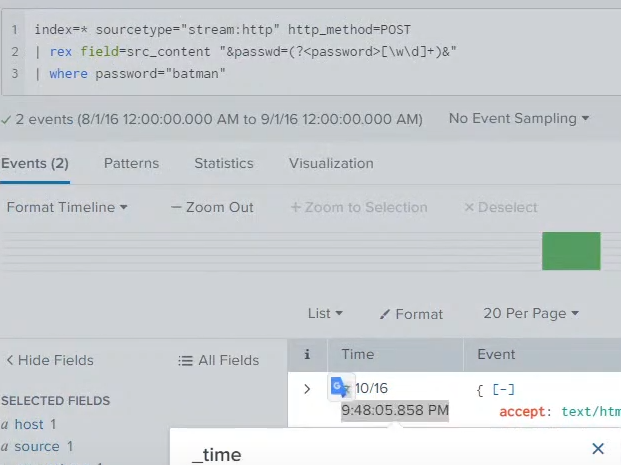 1 index=* sourcetype="stream:http" http_method=POST
2 | rex field=src_content "&passwd=(?<password>[\w\d]+)&"
3 | where password="batman"
✓ 2 events (8/1/16 12:00:00.000 AM to 9/1/16 12:00:00.000 AM) No Event Sampling ▾
Events (2) Patterns Statistics Visualization
Format Timeline ▾ — Zoom Out + Zoom to Selection × Deselect
List ▾ Format 20 Per Page ▾
< Hide Fields All Fields i Time Event
SELECTED FIELDS
a host 1
a source 1
> 10/16 { [-]
9:48:05.858 PM accept: text/htm
_time ×